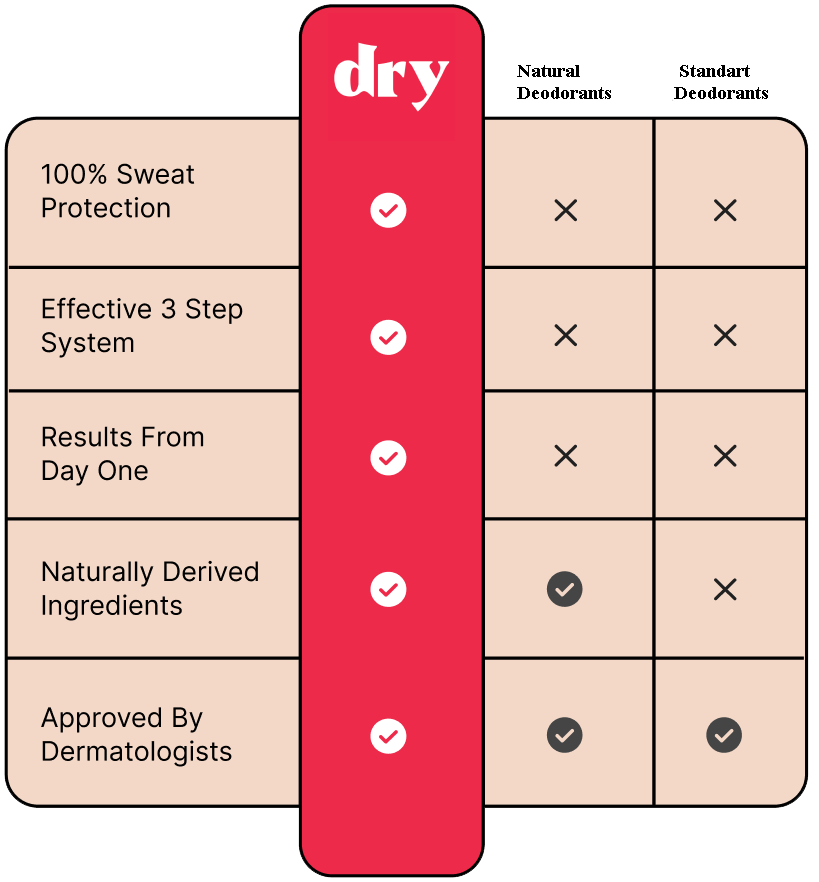 dry
Natural
Deodorants
Standart
Deodorants
100% Sweat
Protection
Effective 3 Step
System
Results From
Day One
Naturally Derived
Ingredients
Approved By
Dermatologists